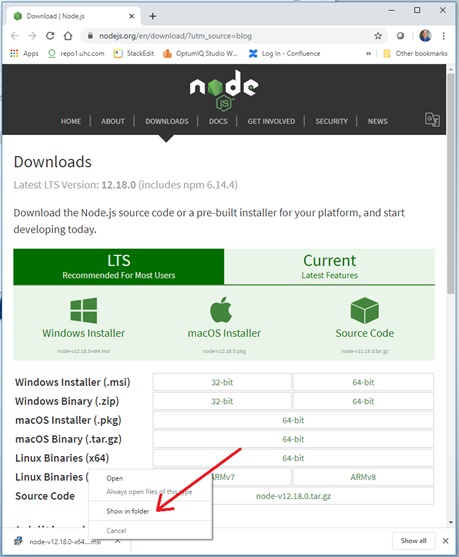 Downloads | Node.js
nodejs.org/en/download/?utm_source=blog
Apps repo1.uhc.com StackEdit OptumIQ Studio Wel... Log In - Confluence » Other bookmarks
node
JS
HOME ABOUT DOWNLOADS DOCS GET INVOLVED SECURITY NEWS
Downloads
Latest LTS Version: 12.18.0 (includes npm 6.14.4)
Download the Node.js source code or a pre-built installer for your platform, and start
developing today.
LTS Current
Recommended For Most Users Latest Features
Windows Installer macOS Installer Source Code
node-v12.18.0-x64.msi node-v12.18.0.pkg node-v12.18.0.tar.gz
Windows Installer (.msi) 32-bit 64-bit
Windows Binary (.zip) 32-bit 64-bit
macOS Installer (.pkg) 64-bit
macOS Binary (.tar.gz) 64-bit
Linux Binaries (x64) 64-bit
Linux Binaries ( ARMv7 ARMv8
Source Code node-v12.18.0.tar.gz
Open
Always open files of this type
Show in folder
Cancel
node-v12.18.0-x64....msi Show all